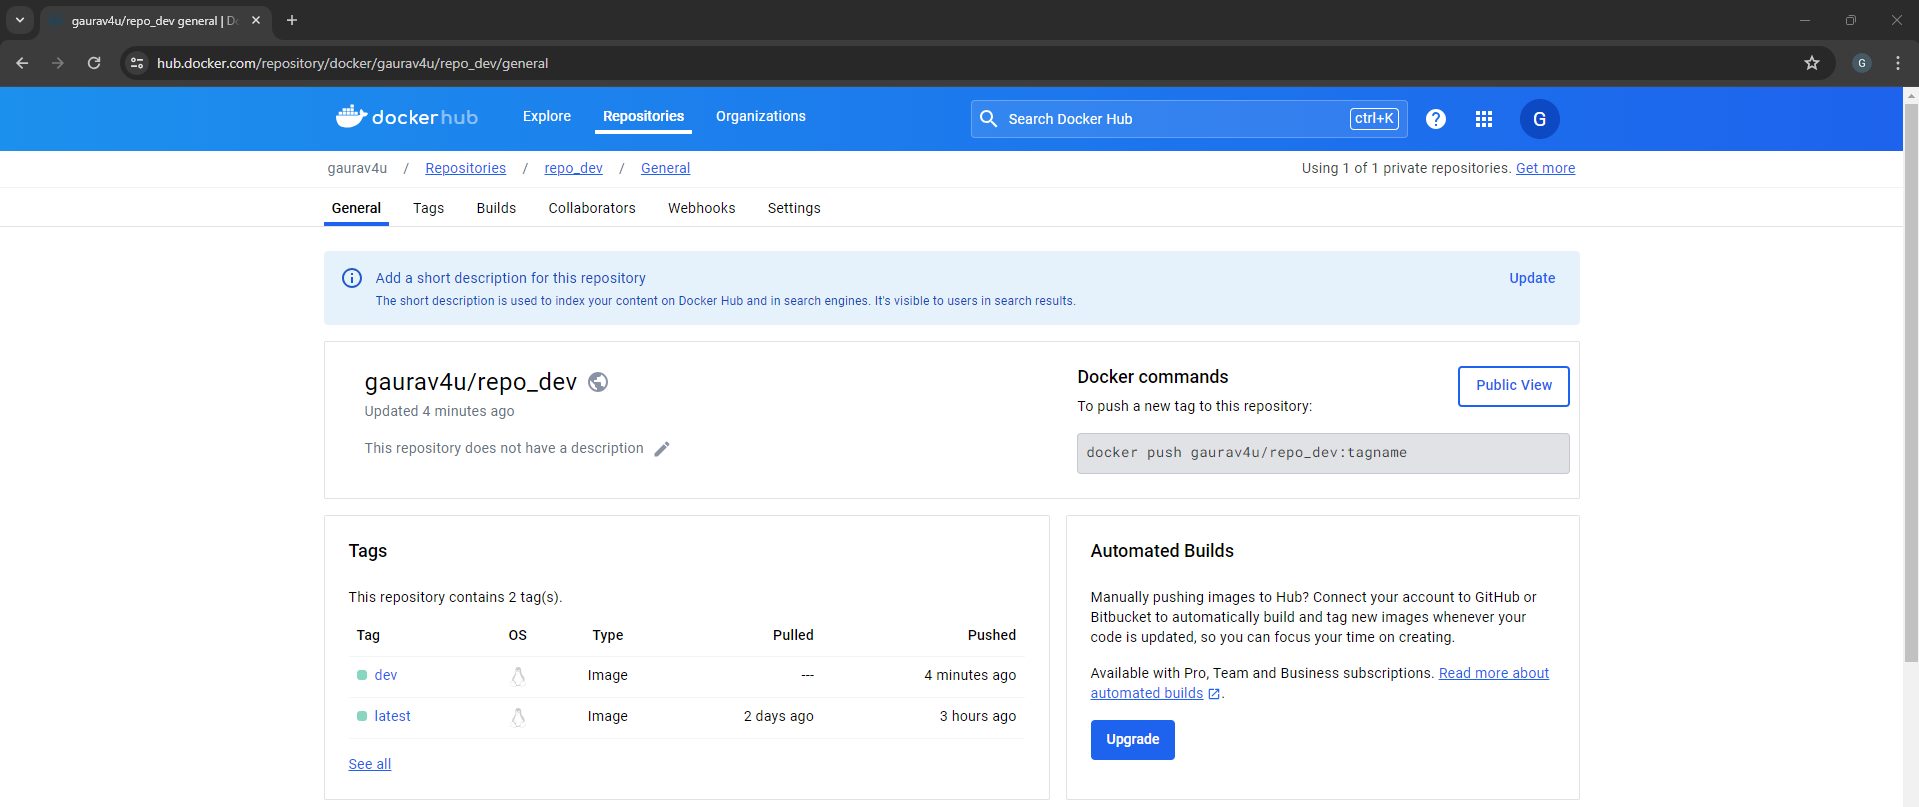 gaurav4u/repo_dev general | D
hub.docker.com/repository/docker/gaurav4u/repo_dev/general
G
docker hub
Explore
Repositories
Organizations
Search Docker Hub
ctrl+K
?
G
gaurav4u / Repositories / repo_dev / General
Using 1 of 1 private repositories. Get more
General
Tags
Builds
Collaborators
Webhooks
Settings
Add a short description for this repository
Update
The short description is used to index your content on Docker Hub and in search engines. It's visible to users in search results.
gaurav4u/repo_dev
Updated 4 minutes ago
This repository does not have a description
Docker commands
Public View
To push a new tag to this repository:
docker push gaurav4u/repo_dev:tagname
Tags
This repository contains 2 tag(s).
Tag OS Type Pulled Pushed
dev Image --- 4 minutes ago
latest Image 2 days ago 3 hours ago
See all
Automated Builds
Manually pushing images to Hub? Connect your account to GitHub or
Bitbucket to automatically build and tag new images whenever your
code is updated, so you can focus your time on creating.
Available with Pro, Team and Business subscriptions. Read more about
automated builds .
Upgrade